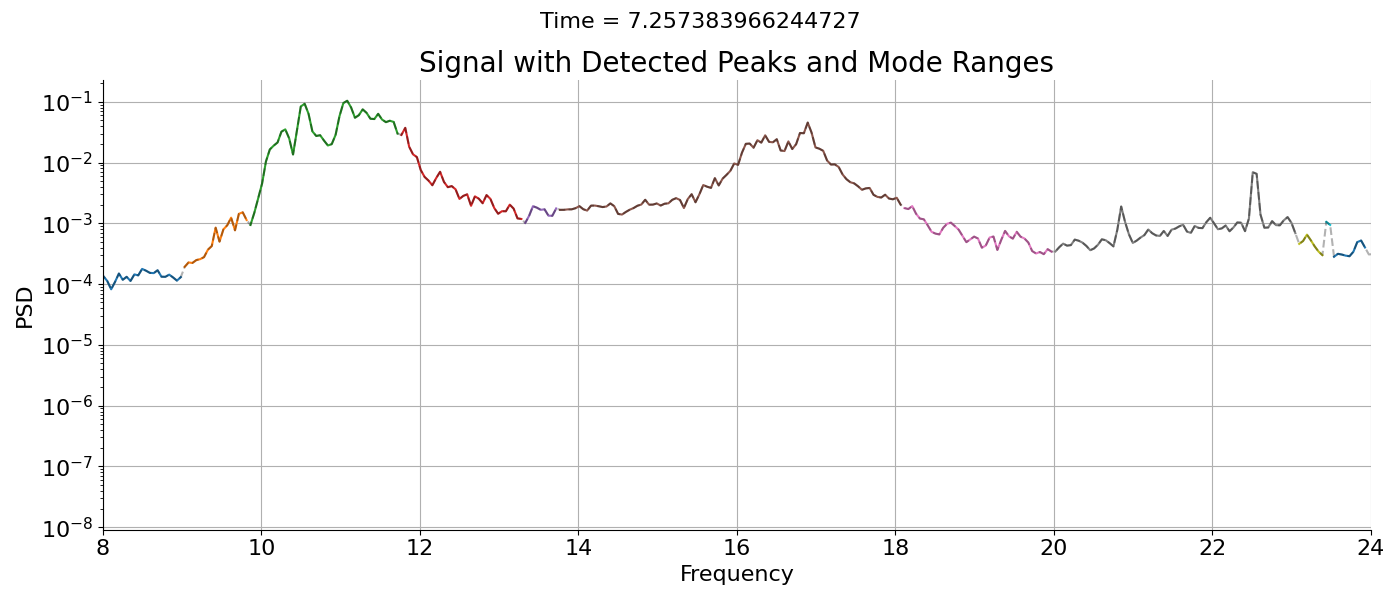 Time = 7.257383966244727
Signal with Detected Peaks and Mode Ranges
PSD
10⁻¹
10⁻²
10⁻³
10⁻⁴
10⁻⁵
10⁻⁶
10⁻⁷
10⁻⁸
8 10 12 14 16 18 20 22 24
Frequency